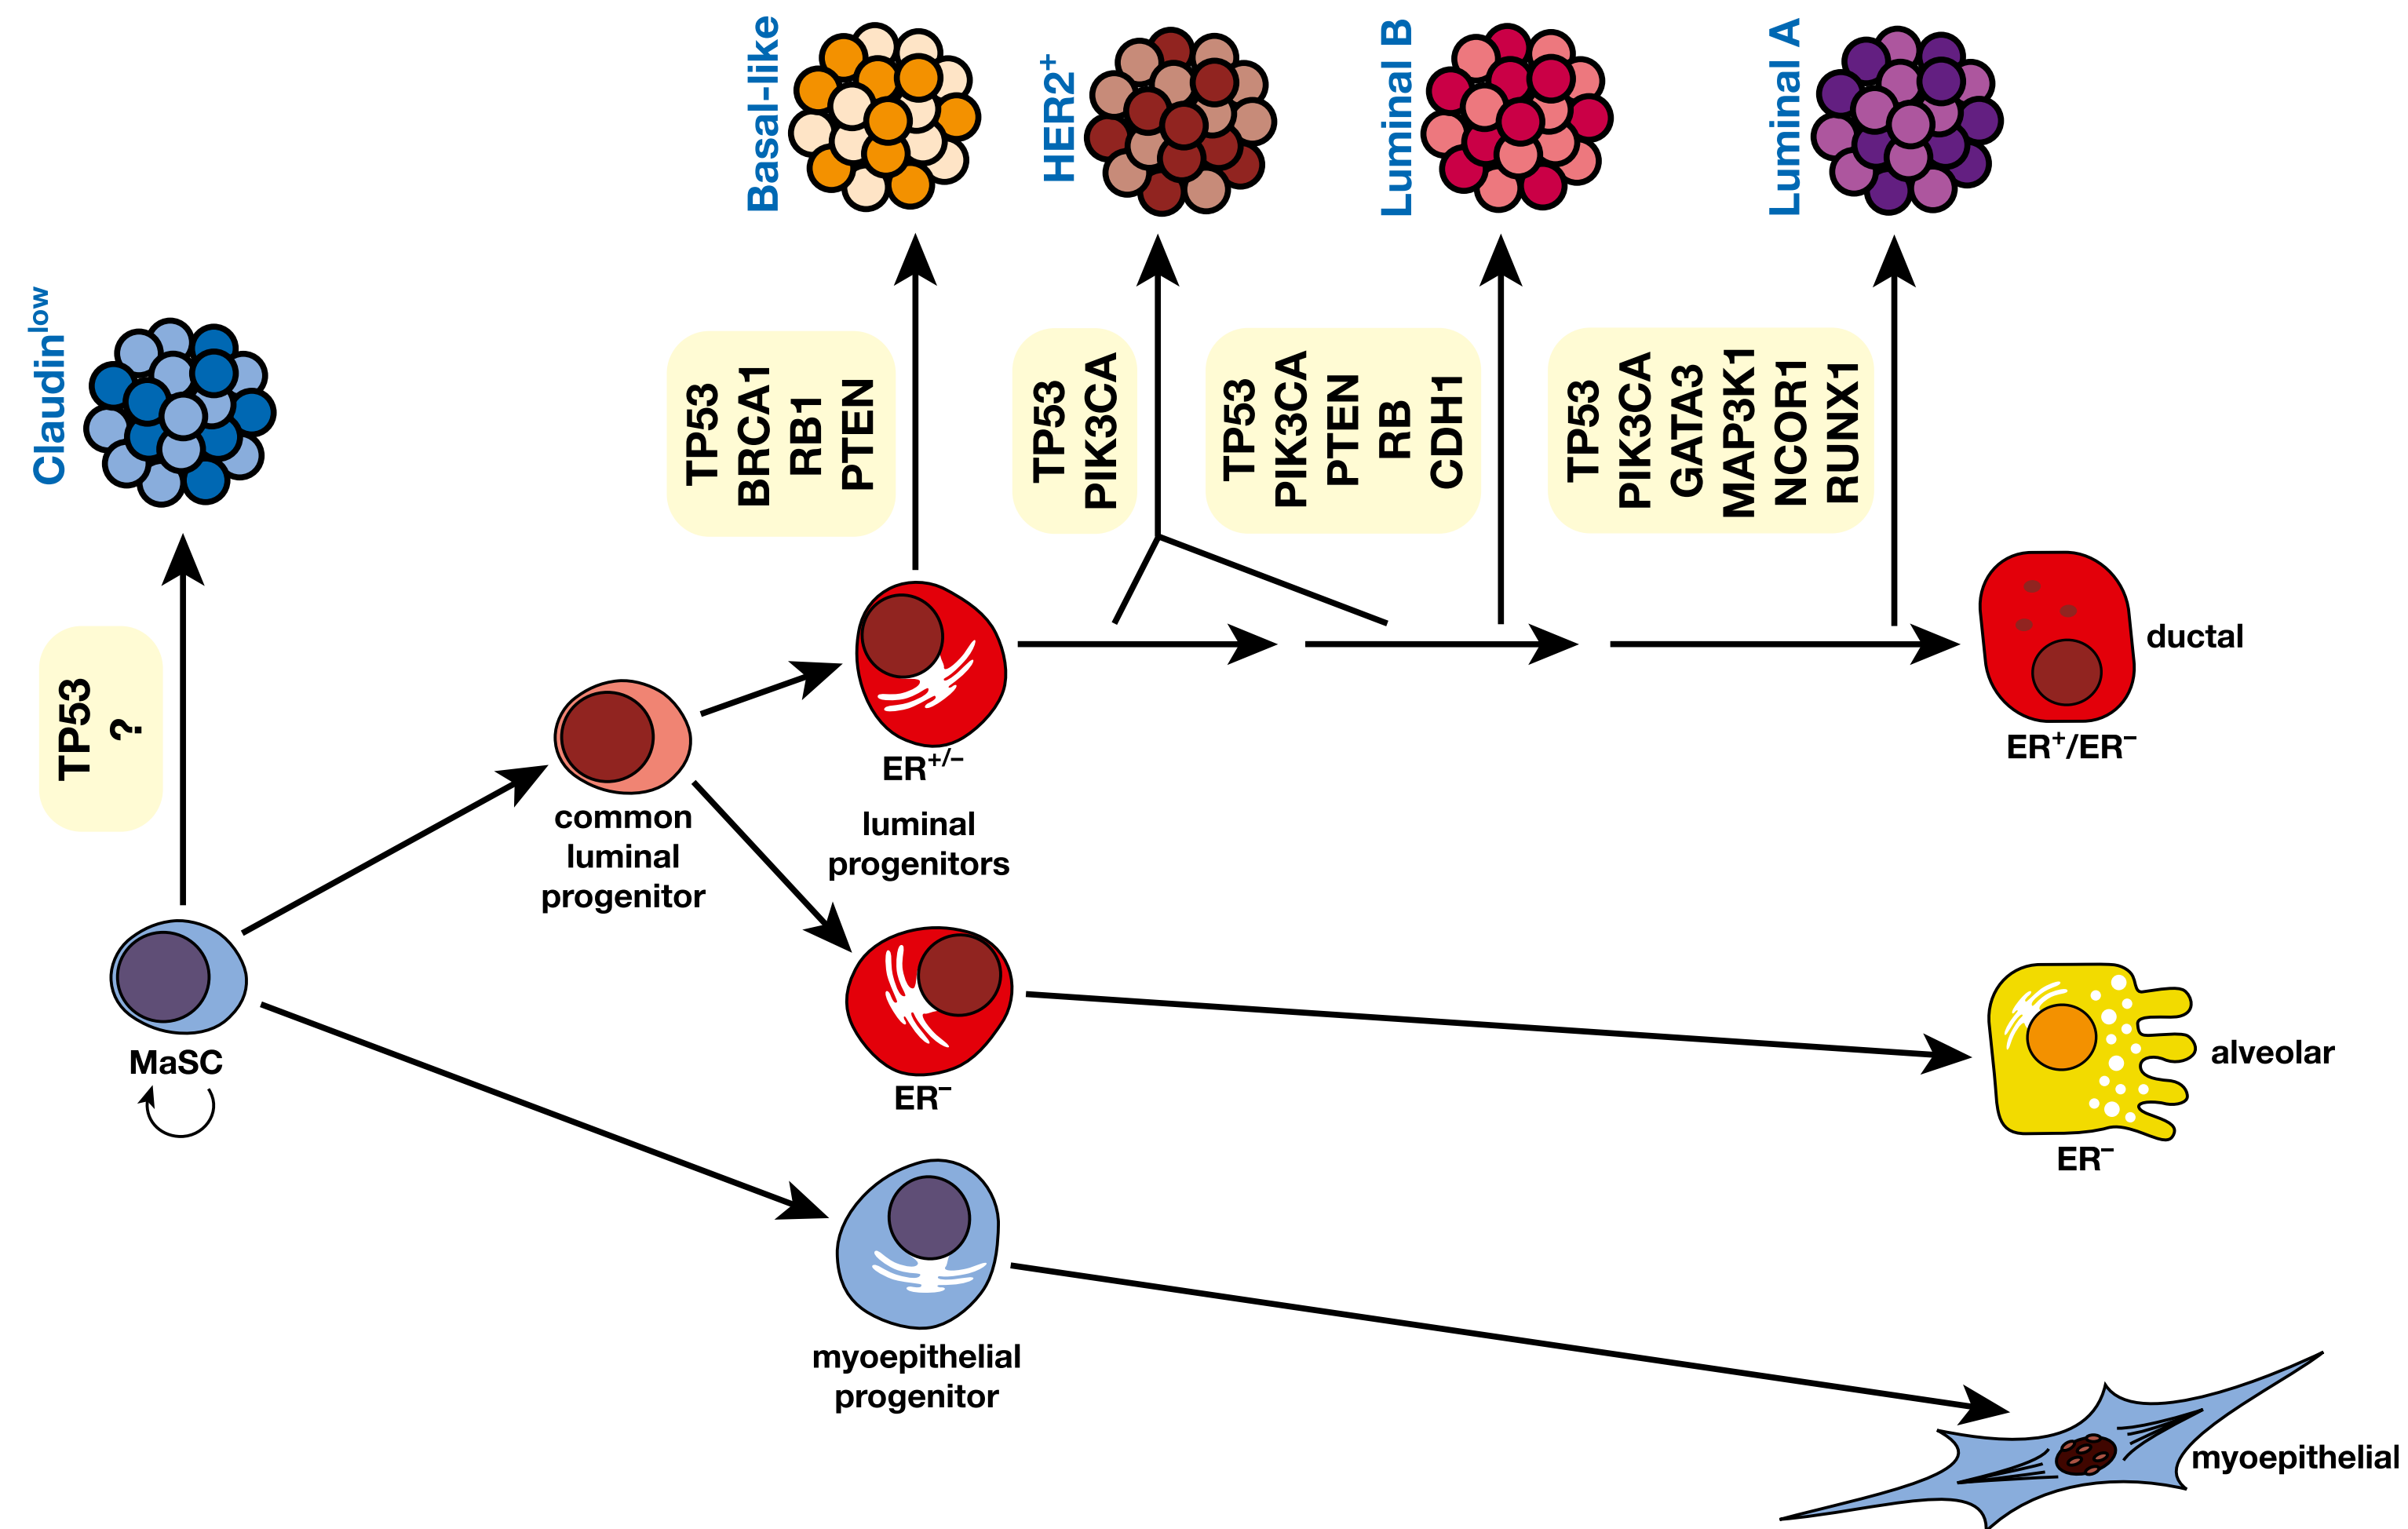 Basal-like
HER2⁺
Luminal B
Luminal A
Claudin^low
TP53
BRCA1
RB1
PTEN
TP53
PIK3CA
TP53
PIK3CA
PTEN
RB
CDH1
TP53
PIK3CA
GATA3
MAP3K1
NCOR1
RUNX1
TP53
?
ductal
ER⁺/ER⁻
ER⁺/⁻
common
luminal
progenitor
luminal
progenitors
MaSC
ER⁻
alveolar
ER⁻
myoepithelial
progenitor
myoepithelial